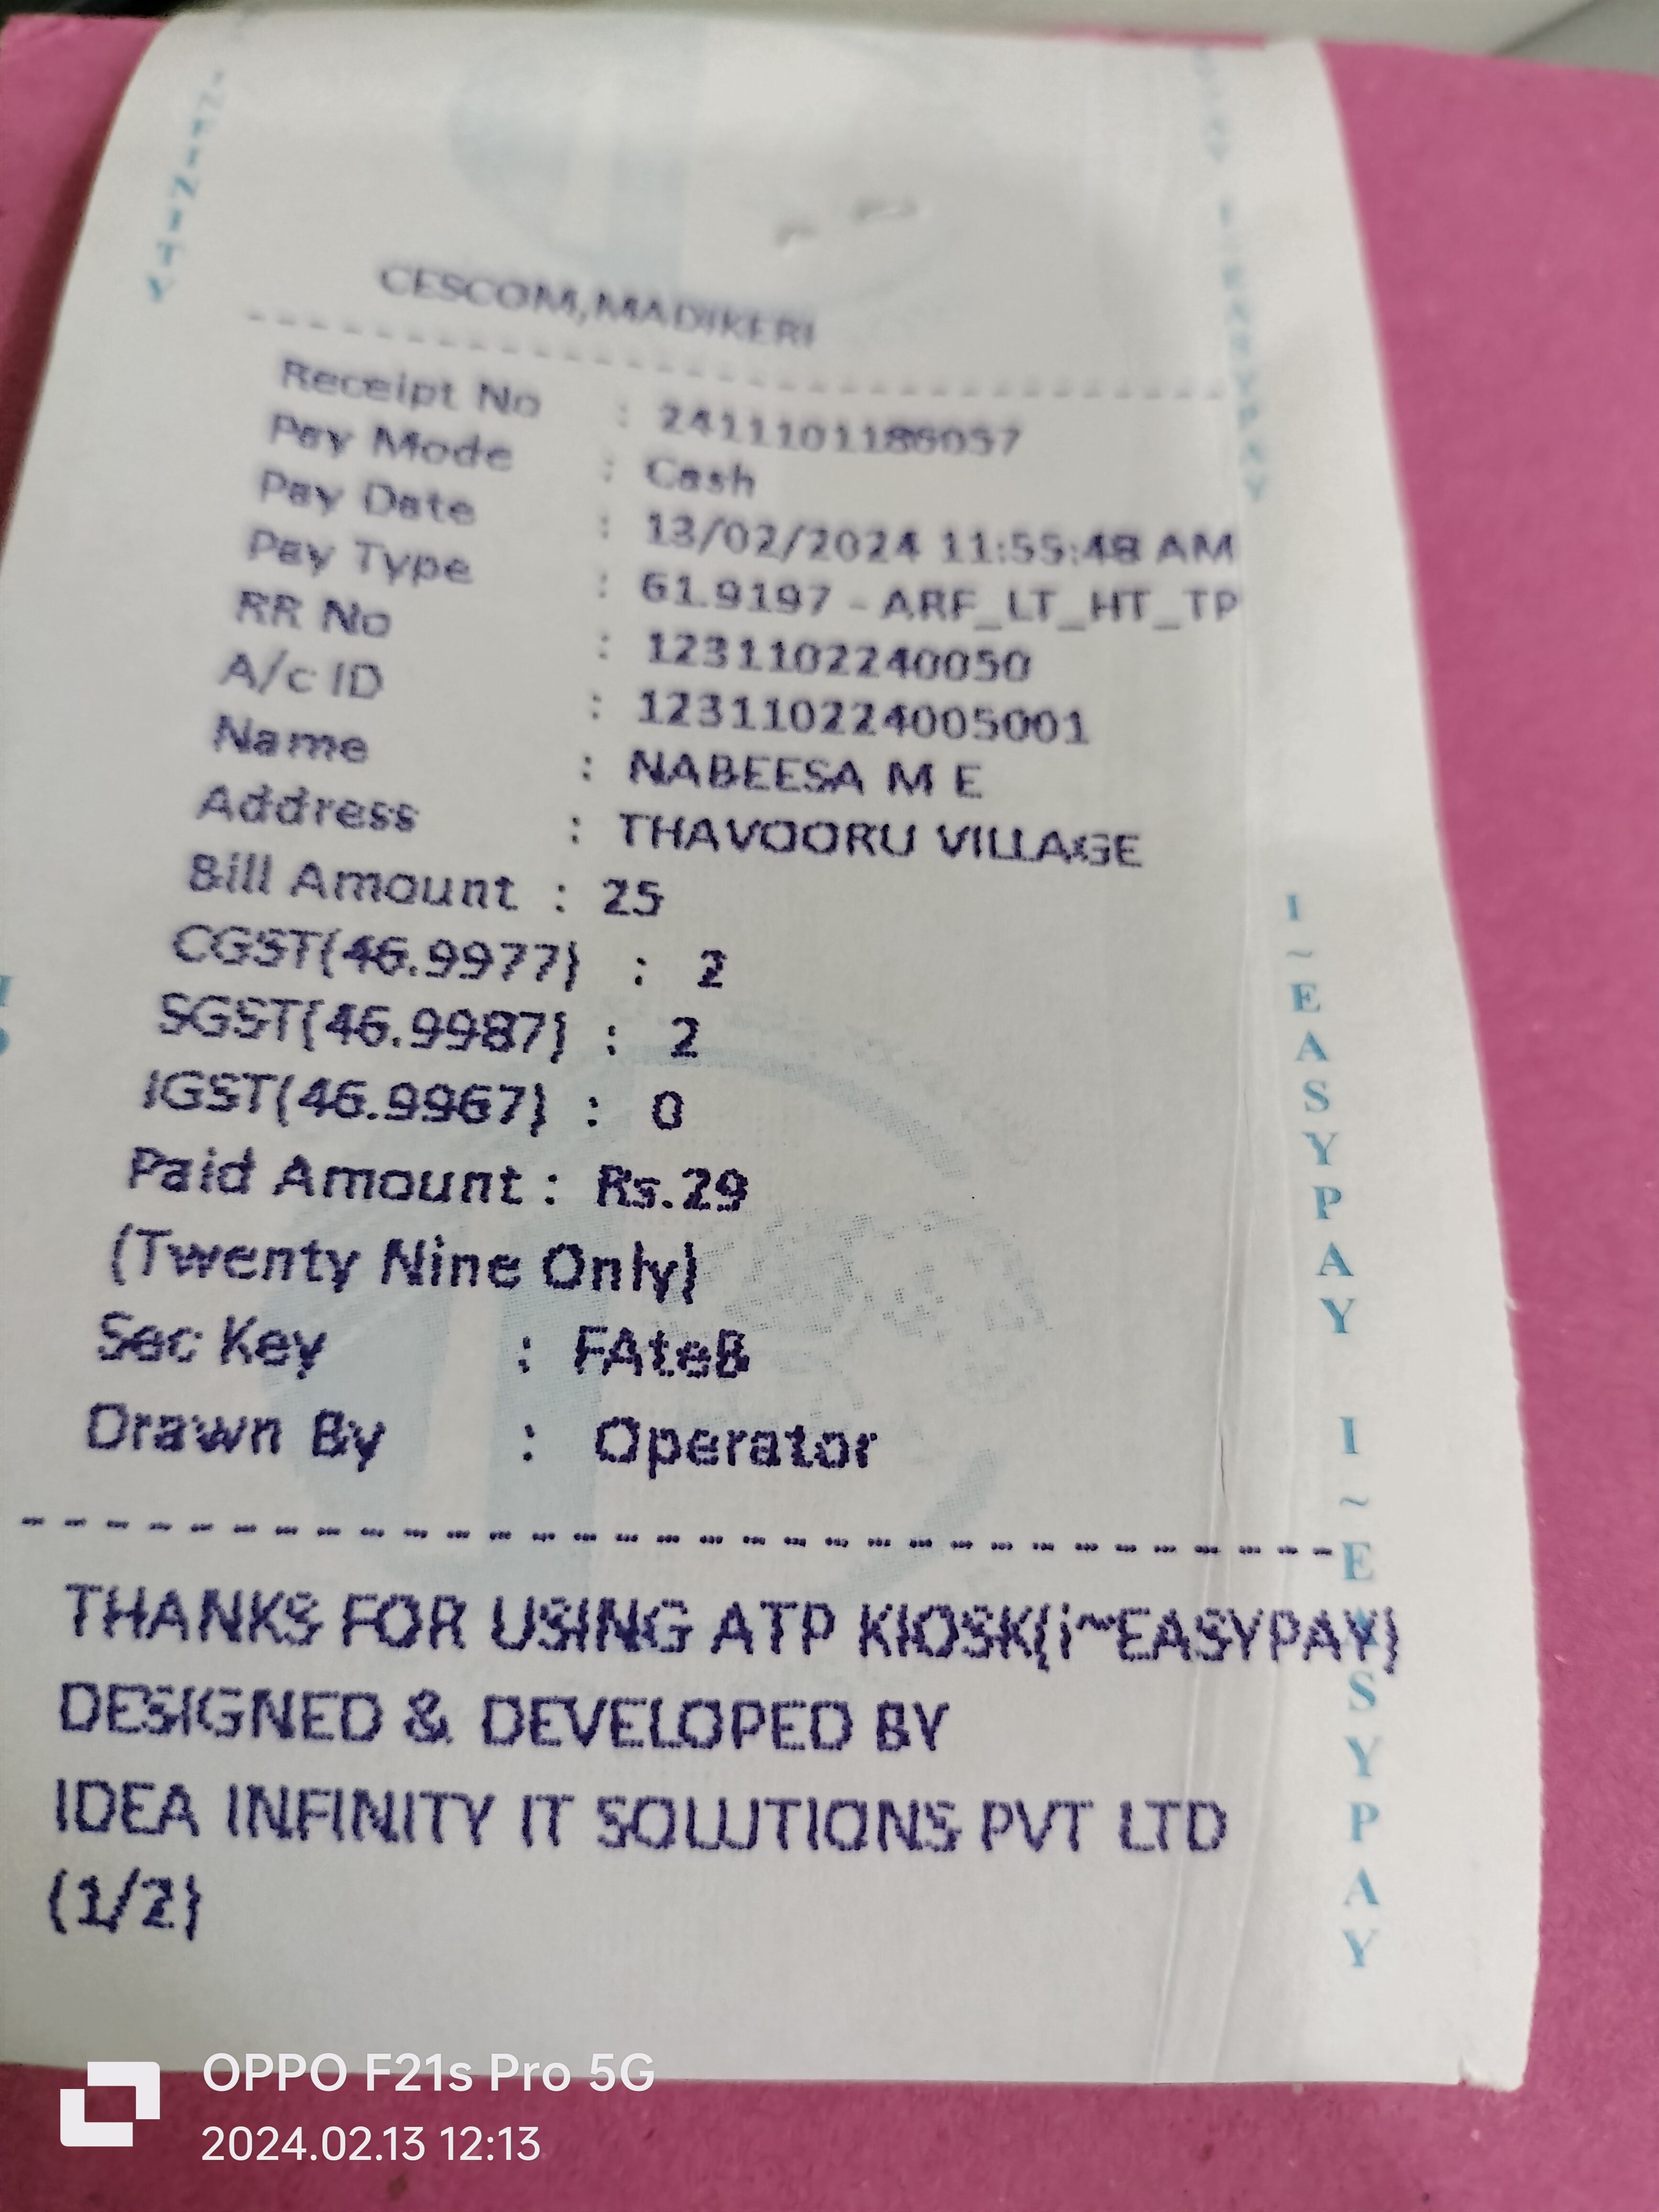 CESCOM,MADIKERI
Receipt No : 2411101186057
Pay Mode : Cash
Pay Date : 13/02/2024 11:55:48 AM
Pay Type : 61.9197 - ARF_LT_HT_TP
RR No : 1231102240050
A/c ID : 123110224005001
Name : NABEESA M E
Address : THAVOORU VILLAGE
Bill Amount : 25
CGST(46.9977) : 2
SGST(46.9987) : 2
IGST(46.9967) : 0
Paid Amount : Rs.29
(Twenty Nine Only)
Sec Key : FAteB
Drawn By : Operator
THANKS FOR USING ATP KIOSK(i~EASYPAY)
DESIGNED & DEVELOPED BY
IDEA INFINITY IT SOLUTIONS PVT LTD
(1/2)
I~EASYPAY
I~EASYPAY
I~EASYPAY
OPPO F21s Pro 5G
2024.02.13 12:13